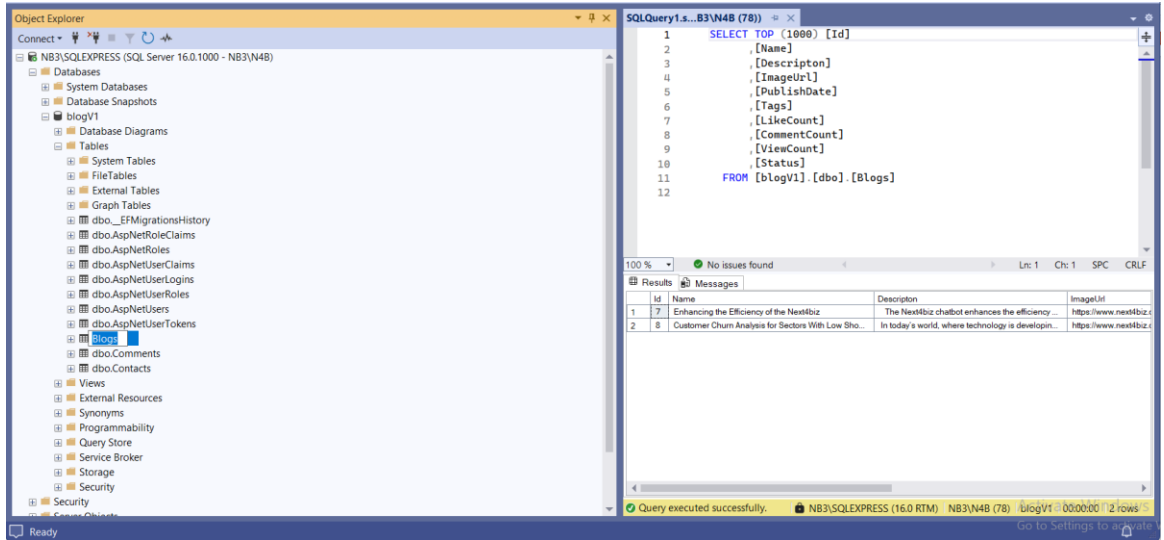 Object Explorer
Connect
NB3\SQLEXPRESS (SQL Server 16.0.1000 - NB3\N4B)
Databases
System Databases
Database Snapshots
blogV1
Database Diagrams
Tables
System Tables
FileTables
External Tables
Graph Tables
dbo.__EFMigrationsHistory
dbo.AspNetRoleClaims
dbo.AspNetRoles
dbo.AspNetUserClaims
dbo.AspNetUserLogins
dbo.AspNetUserRoles
dbo.AspNetUsers
dbo.AspNetUserTokens
Blogs
dbo.Comments
dbo.Contacts
Views
External Resources
Synonyms
Programmability
Query Store
Service Broker
Storage
Security
Security
Server Objects
SQLQuery1.s...B3\N4B (78))
1 SELECT TOP (1000) [Id]
2 ,[Name]
3 ,[Descripton]
4 ,[ImageUrl]
5 ,[PublishDate]
6 ,[Tags]
7 ,[LikeCount]
8 ,[CommentCount]
9 ,[ViewCount]
10 ,[Status]
11 FROM [blogV1].[dbo].[Blogs]
12
100 % No issues found Ln: 1 Ch: 1 SPC CRLF
Results Messages
Id Name Descripton ImageUrl
1 7 Enhancing the Efficiency of the Next4biz The Next4biz chatbot enhances the efficiency ... https://www.next4biz.c
2 8 Customer Churn Analysis for Sectors With Low Sho... In today's world, where technology is developin... https://www.next4biz.c
Query executed successfully. NB3\SQLEXPRESS (16.0 RTM) NB3\N4B (78) blogV1 00:00:00 2 rows
Activate Windows
Go to Settings to activate W
Ready